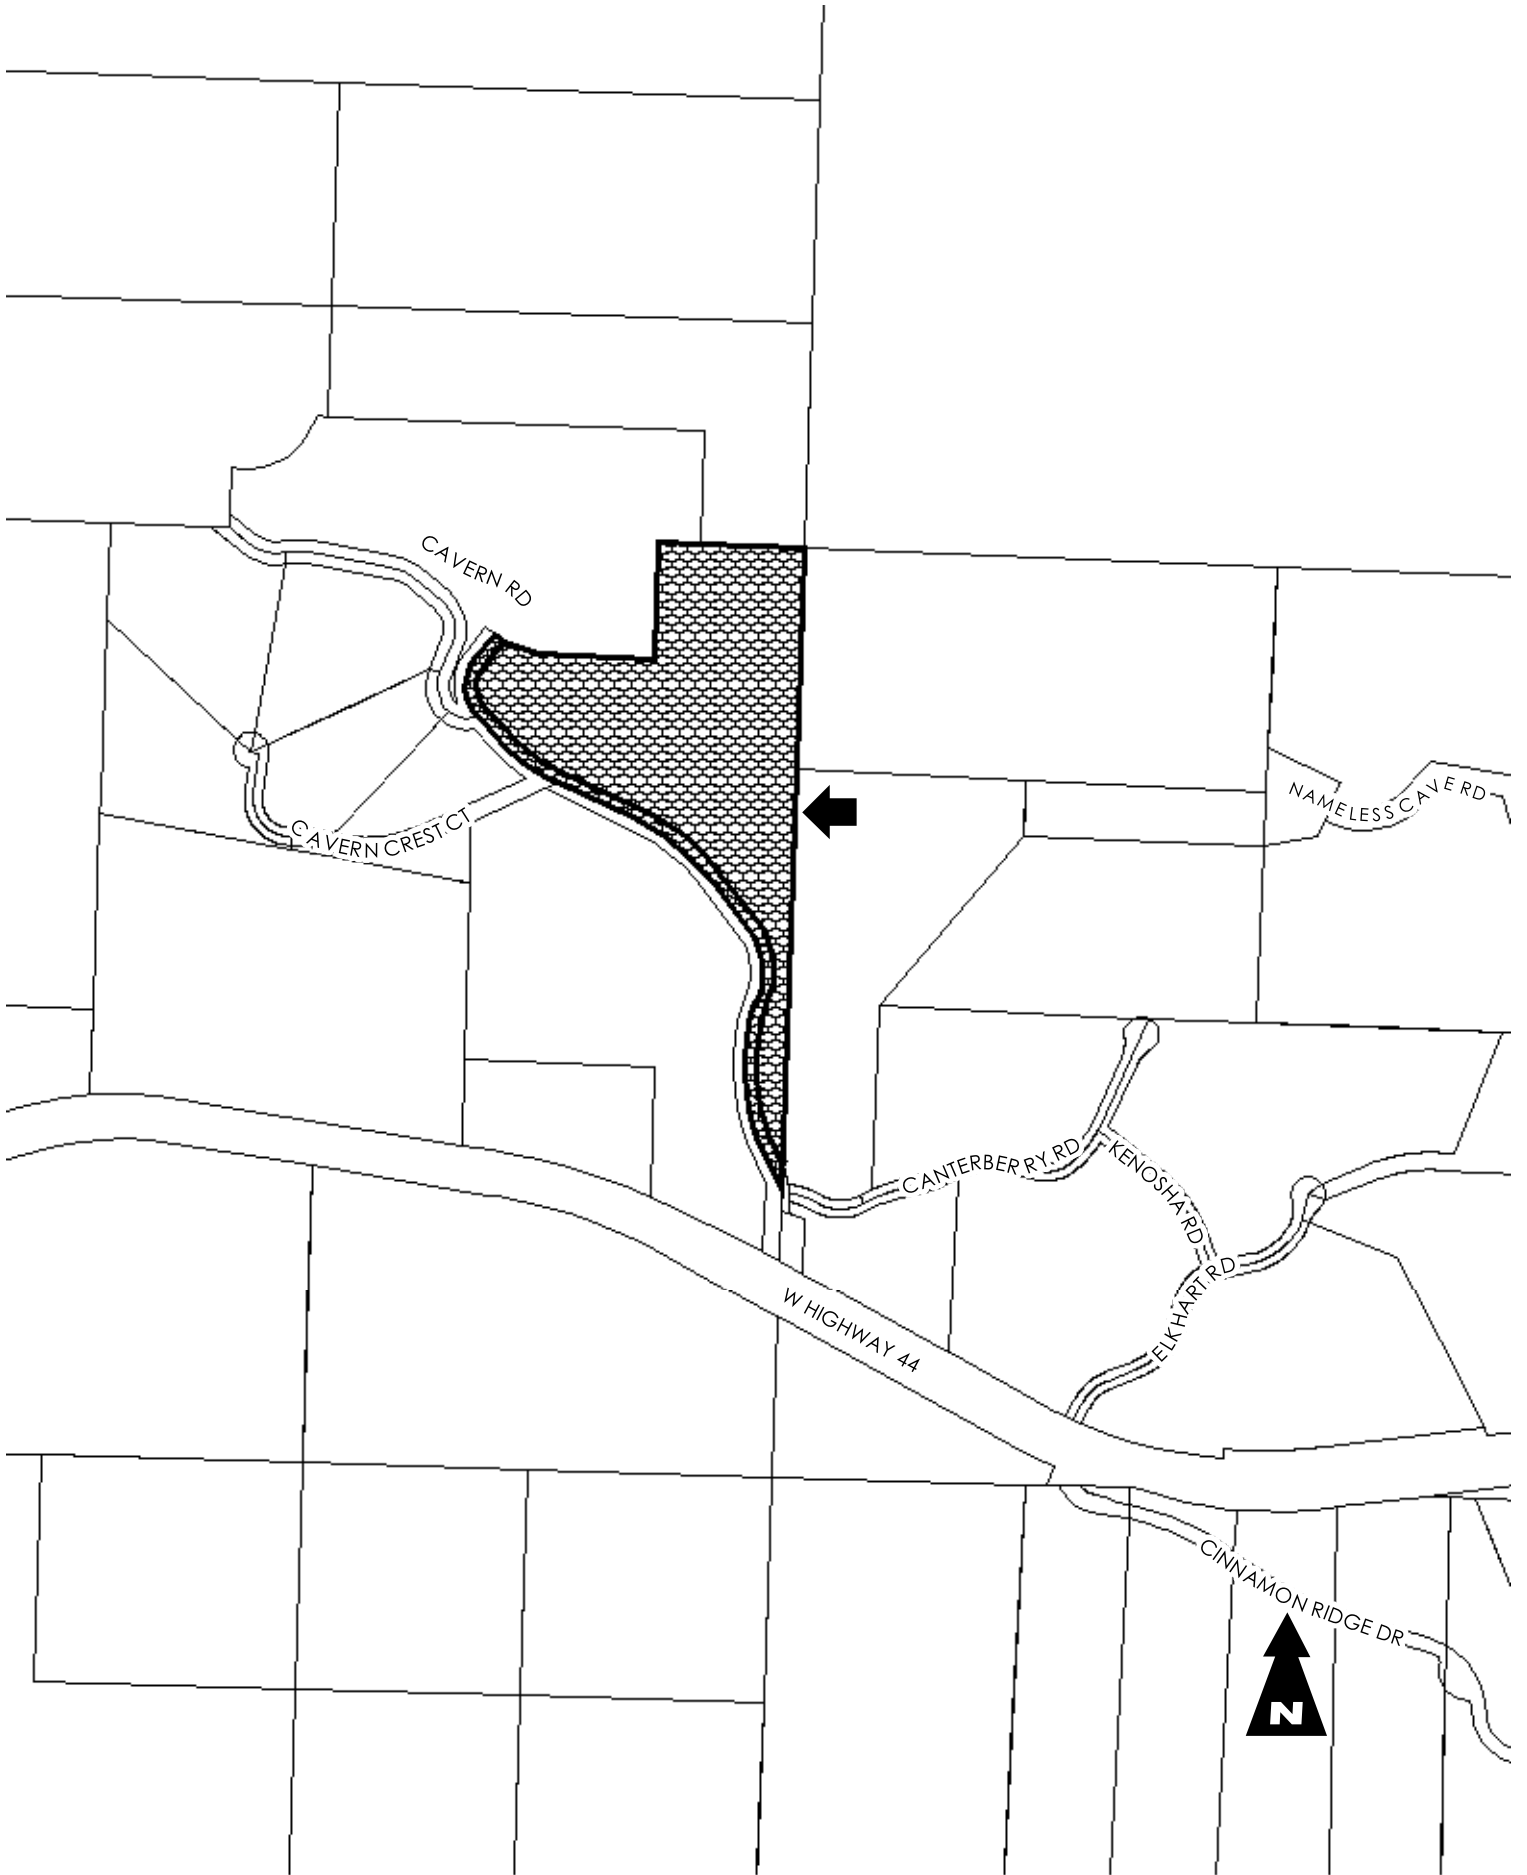 CAVERN RD
NAMELESS CAVE RD
CAVERN CREST CT
CANTERBERRY RD
KENOSHA RD
ELKHART RD
W HIGHWAY 44
CINNAMON RIDGE DR
N